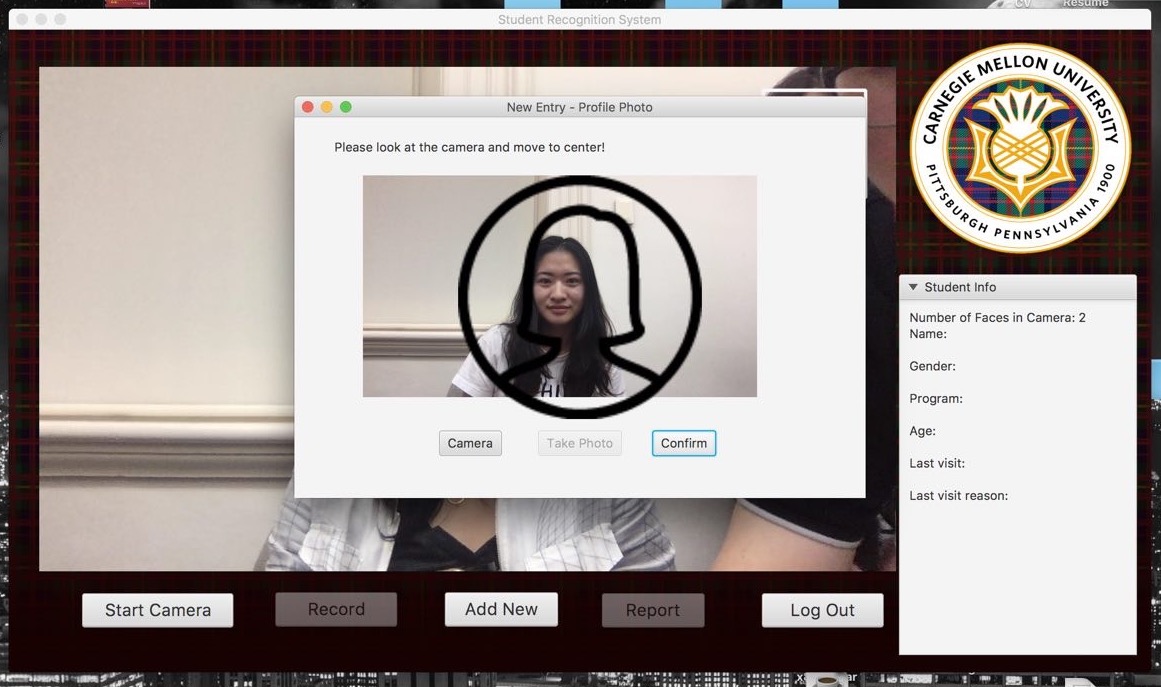 CV
Resume
Student Recognition System
New Entry - Profile Photo
Please look at the camera and move to center!
Camera
Take Photo
Confirm
CARNEGIE MELLON UNIVERSITY
PITTSBURGH PENNSYLVANIA 1900
Student Info
Number of Faces in Camera: 2
Name:
Gender:
Program:
Age:
Last visit:
Last visit reason:
Start Camera
Record
Add New
Report
Log Out